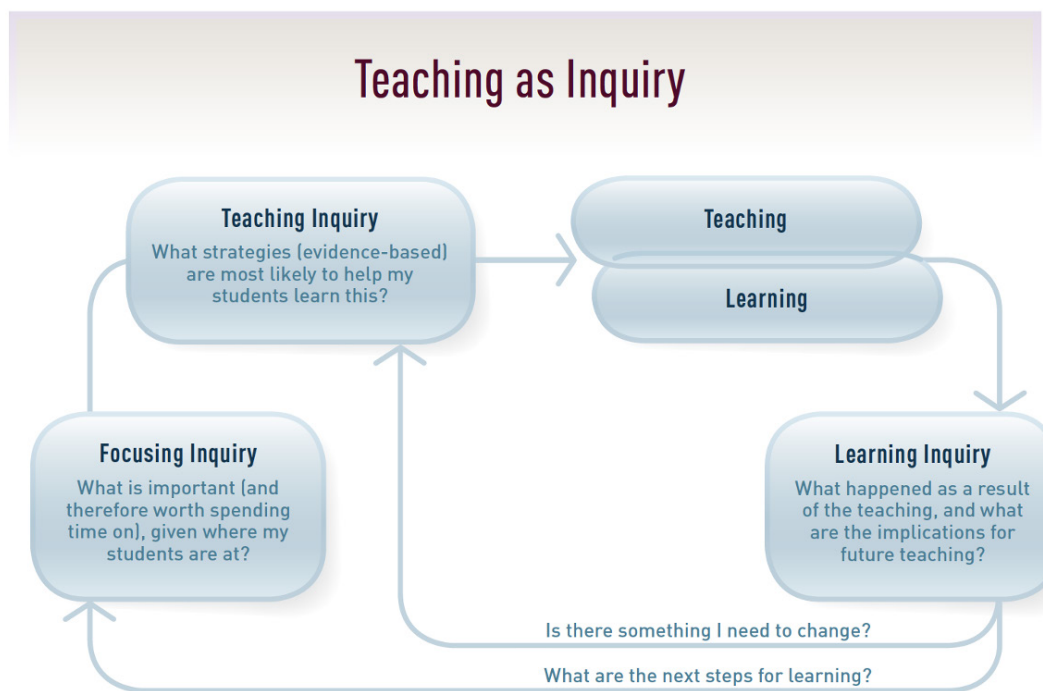 Teaching as Inquiry
Teaching Inquiry
What strategies (evidence-based)
are most likely to help my
students learn this?
Teaching
Learning
Focusing Inquiry
What is important (and
therefore worth spending
time on), given where my
students are at?
Learning Inquiry
What happened as a result
of the teaching, and what
are the implications for
future teaching?
Is there something I need to change?
What are the next steps for learning?